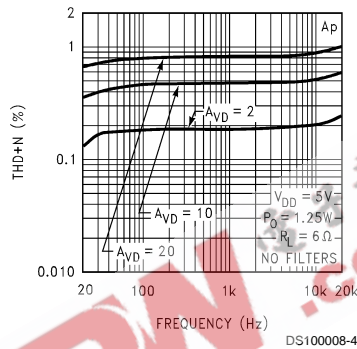 2
Ap
1
THD+N (%)
A_VD = 2
0.1
V_DD = 5V
P_O = 1.25W
R_L = 6Ω
NO FILTERS
A_VD = 10
A_VD = 20
0.010
20 100 1k 10k 20k
FREQUENCY (Hz)
DS100008-4